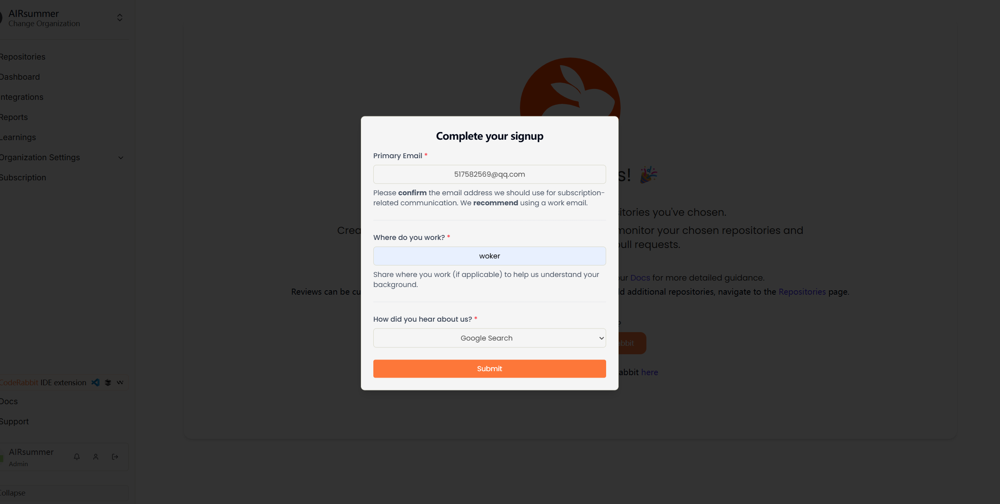 AIRsummer
Change Organization
Repositories
Dashboard
Integrations
Reports
Learnings
Organization Settings
Subscription
CodeRabbit IDE extension
Docs
Support
AIRsummer
Admin
Collapse
Complete your signup
Primary Email *
517582569@qq.com
Please confirm the email address we should use for subscription-
related communication. We recommend using a work email.
Where do you work? *
woker
Share where you work (if applicable) to help us understand your
background.
How did you hear about us? *
Google Search
Submit
s! 🎉
itories you've chosen.
Crea
monitor your chosen repositories and
pull requests.
our Docs for more detailed guidance.
Reviews can be cu
d additional repositories, navigate to the Repositories page.
?
abbit
abbit here